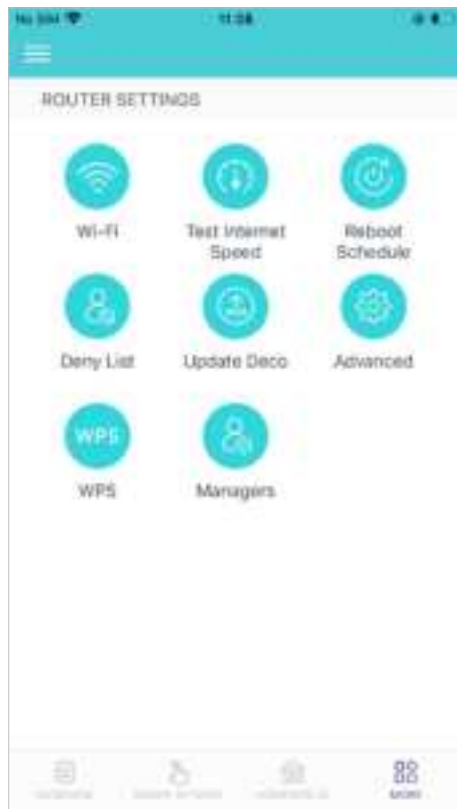 No SIM 11:08
ROUTER SETTINGS
Wi-Fi
Test Internet
Speed
Reboot
Schedule
Deny List
Update Deco
Advanced
WPS
WPS
Managers
MORE